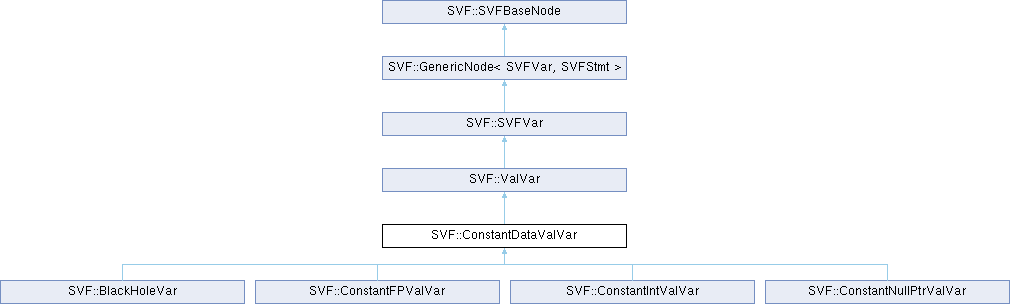 SVF::SVFBaseNode
SVF::GenericNode< SVFVar, SVFStmt >
SVF::SVFVar
SVF::ValVar
SVF::ConstantDataValVar
SVF::BlackHoleVar
SVF::ConstantFPValVar
SVF::ConstantIntValVar
SVF::ConstantNullPtrValVar